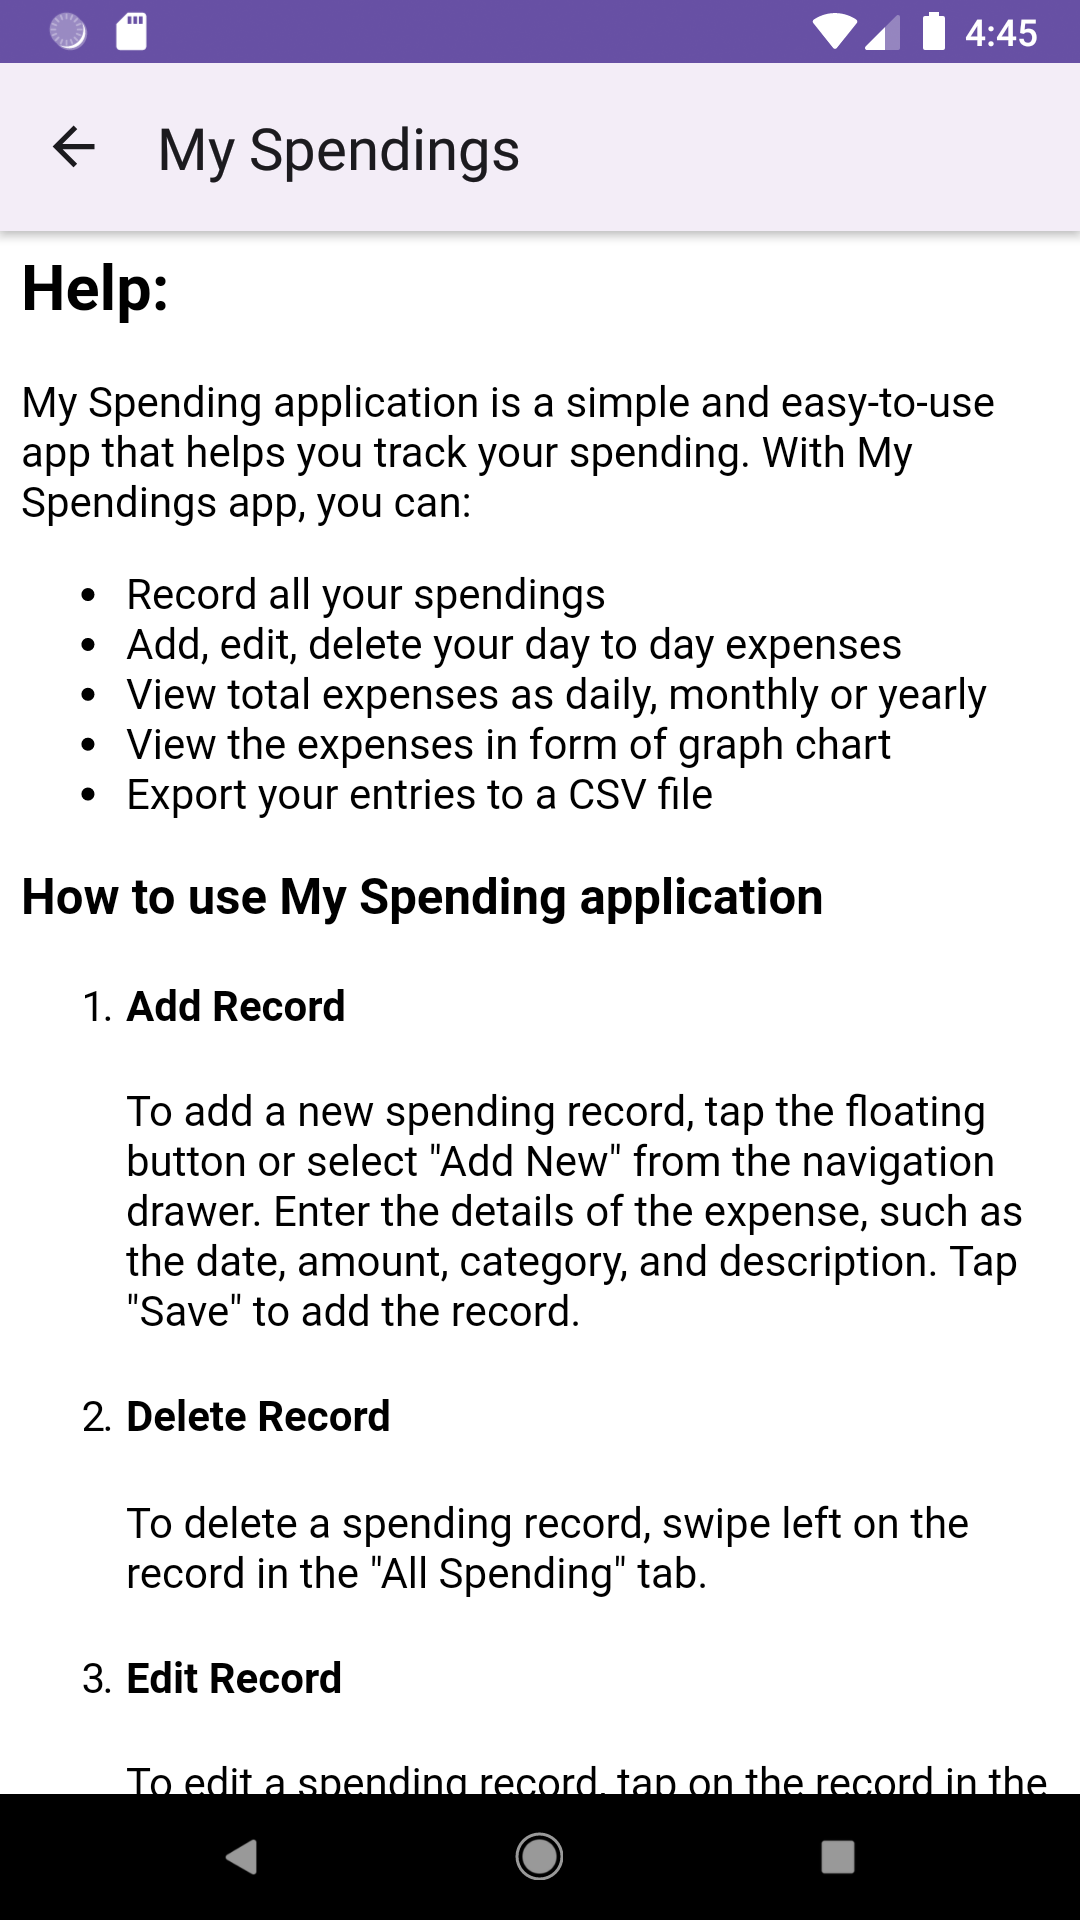 4:45
My Spendings
Help:
My Spending application is a simple and easy-to-use
app that helps you track your spending. With My
Spendings app, you can:
• Record all your spendings
• Add, edit, delete your day to day expenses
• View total expenses as daily, monthly or yearly
• View the expenses in form of graph chart
• Export your entries to a CSV file
How to use My Spending application
1. Add Record
To add a new spending record, tap the floating
button or select "Add New" from the navigation
drawer. Enter the details of the expense, such as
the date, amount, category, and description. Tap
"Save" to add the record.
2. Delete Record
To delete a spending record, swipe left on the
record in the "All Spending" tab.
3. Edit Record
To edit a spending record, tap on the record in the